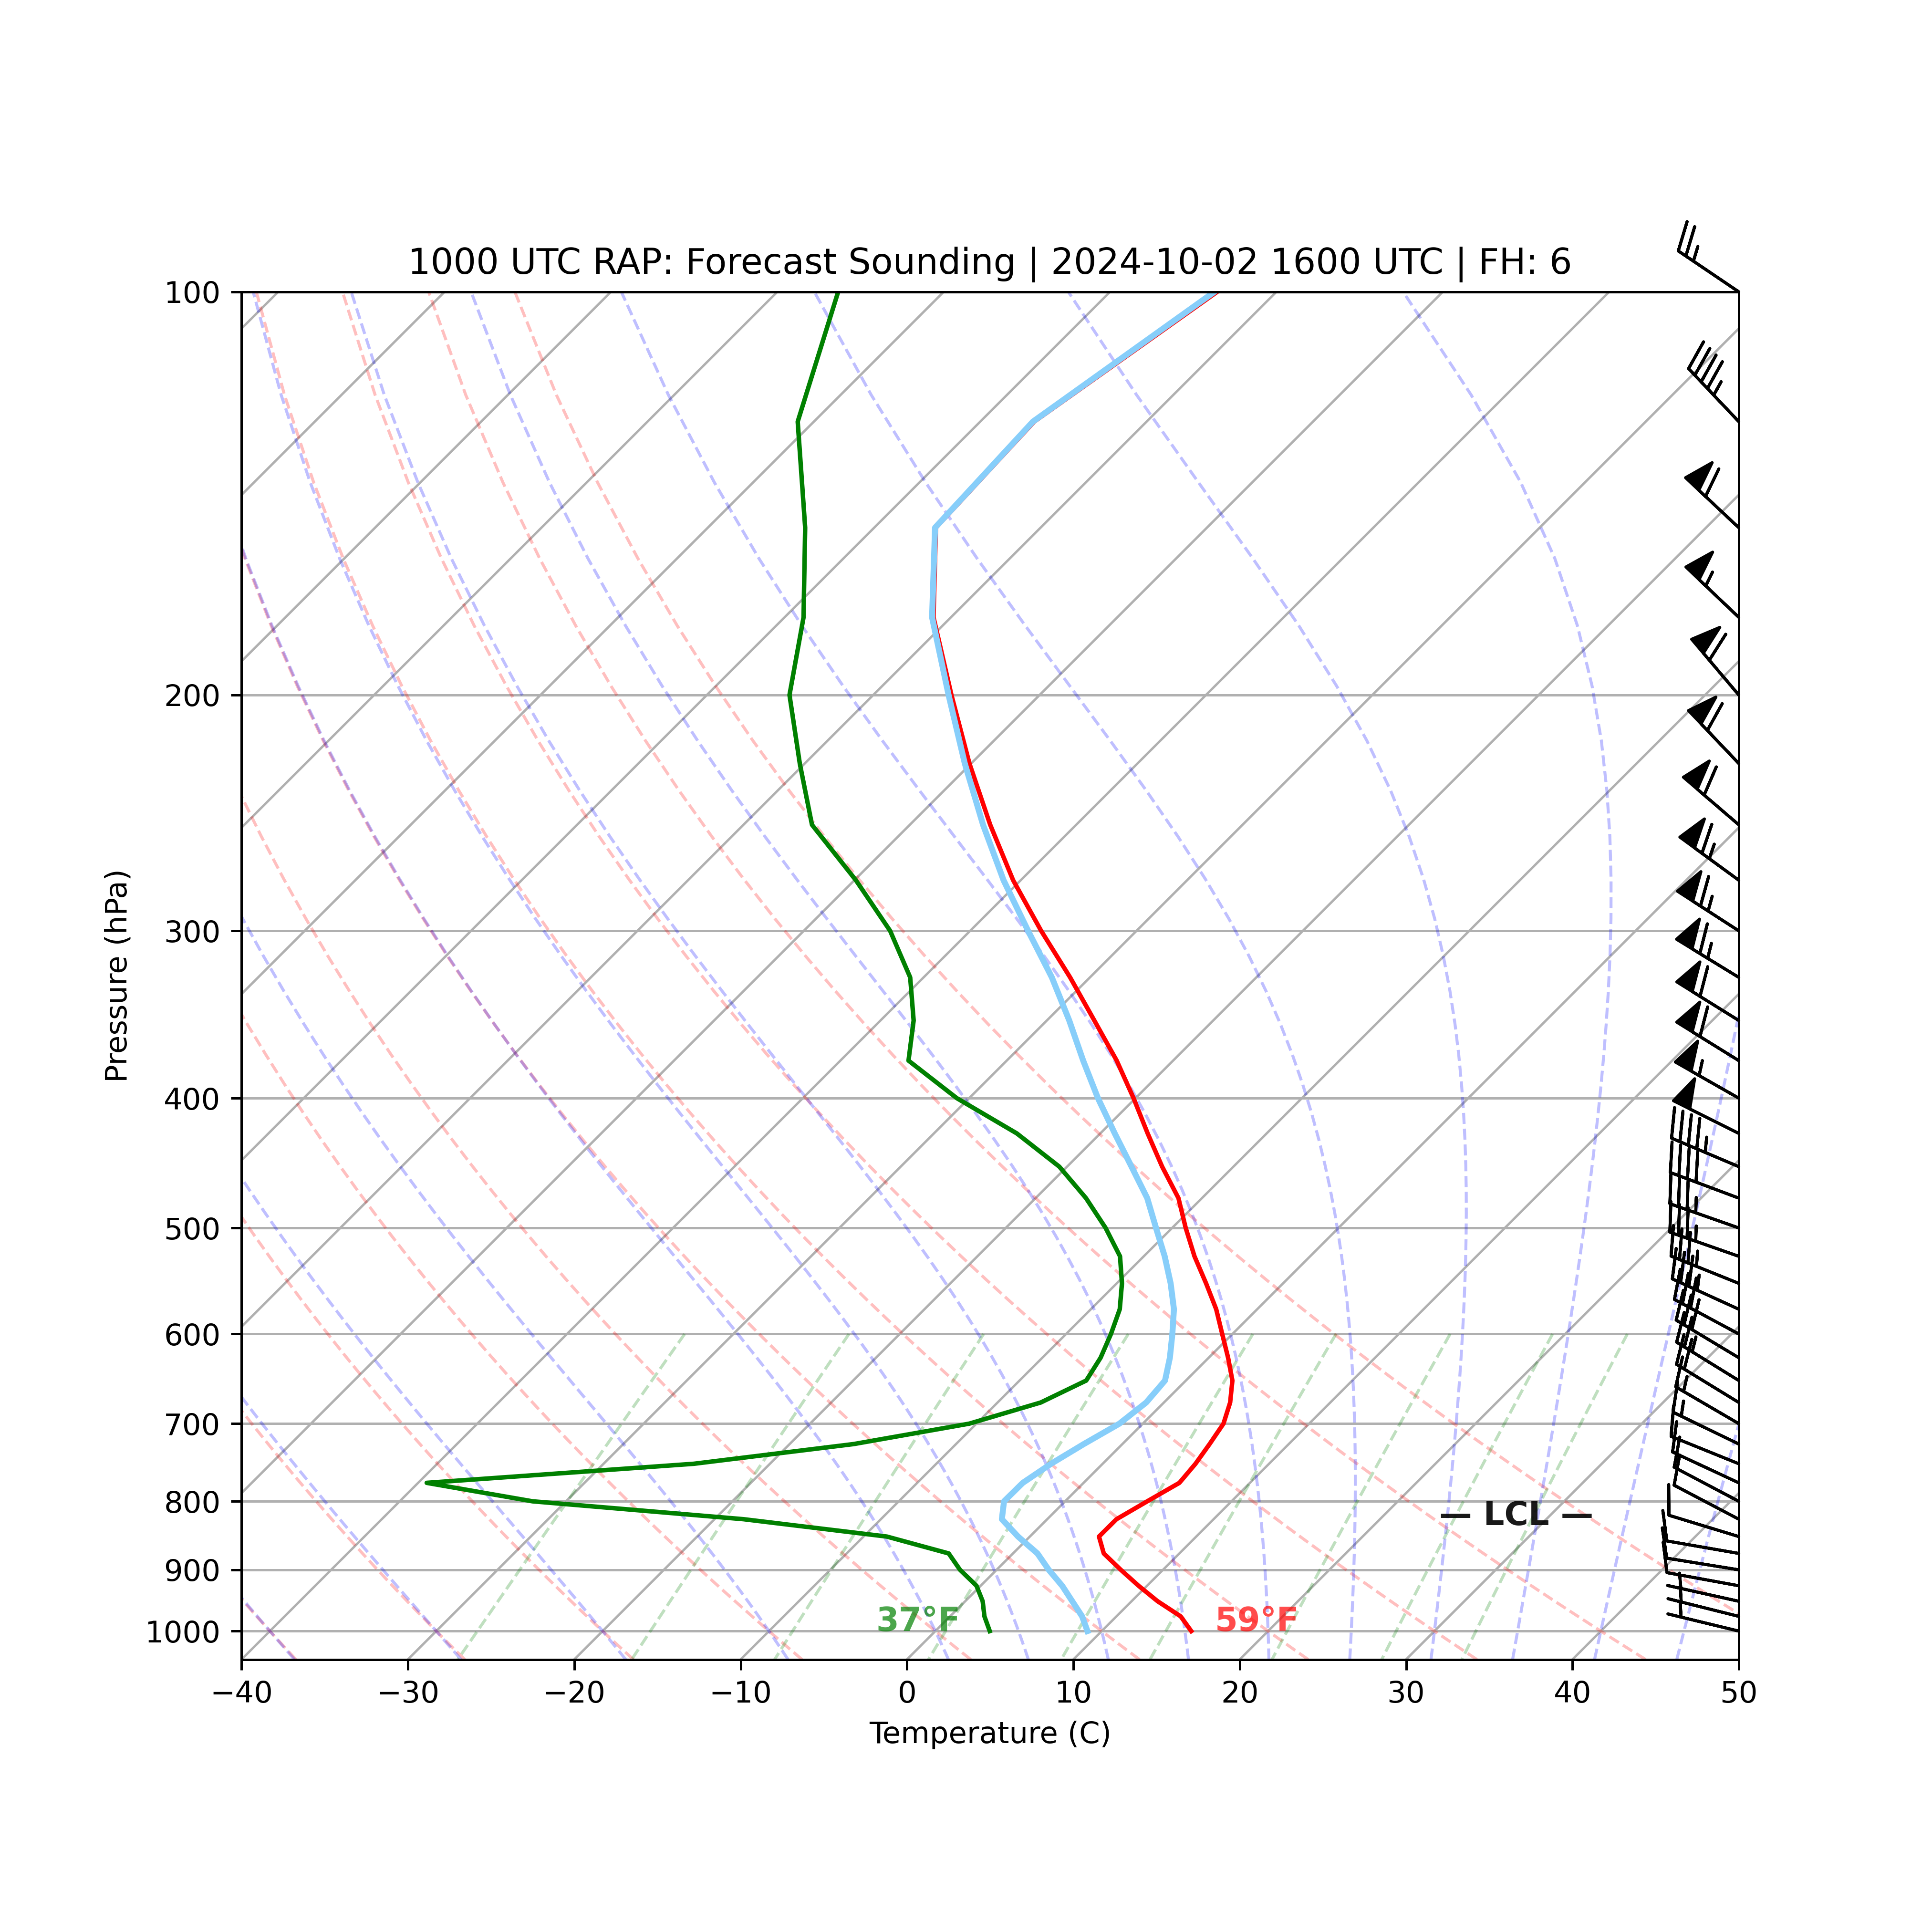 1000 UTC RAP: Forecast Sounding | 2024-10-02 1600 UTC | FH: 6
100
200
300
400
500
600
700
800
900
1000
Pressure (hPa)
— LCL —
37°F
59°F
−40 −30 −20 −10 0 10 20 30 40 50
Temperature (C)